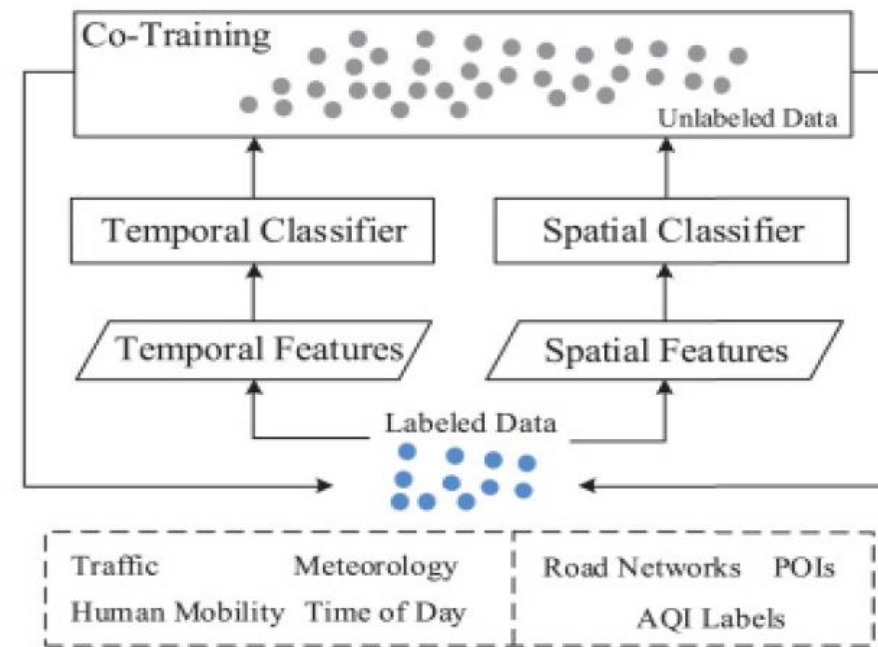 Co-Training
Unlabeled Data
Temporal Classifier
Spatial Classifier
Temporal Features
Spatial Features
Labeled Data
Traffic Meteorology
Human Mobility Time of Day
Road Networks POIs
AQI Labels